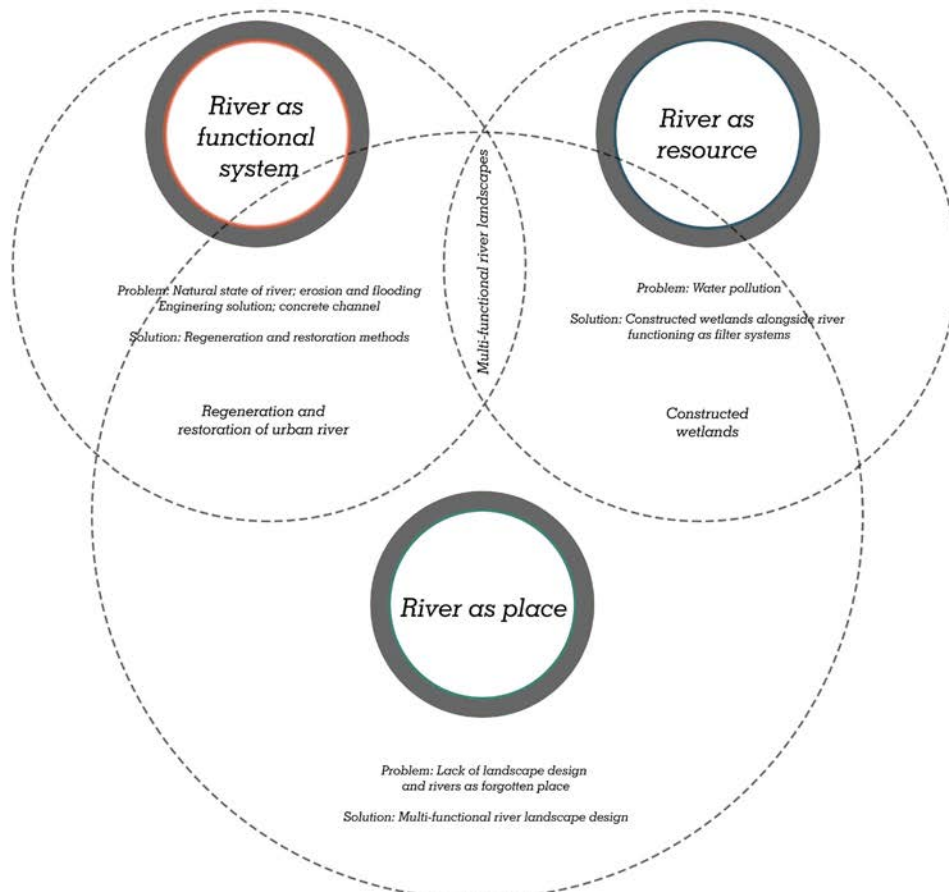 River as
functional
system
River as
resource
Multi-functional river landscapes
Problem: Natural state of river; erosion and flooding
Enginering solution; concrete channel
Solution: Regeneration and restoration methods
Problem: Water pollution
Solution: Constructed wetlands alongside river
functioning as filter systems
Regeneration and
restoration of urban river
Constructed
wetlands
River as place
Problem: Lack of landscape design
and rivers as forgotten place
Solution: Multi-functional river landscape design